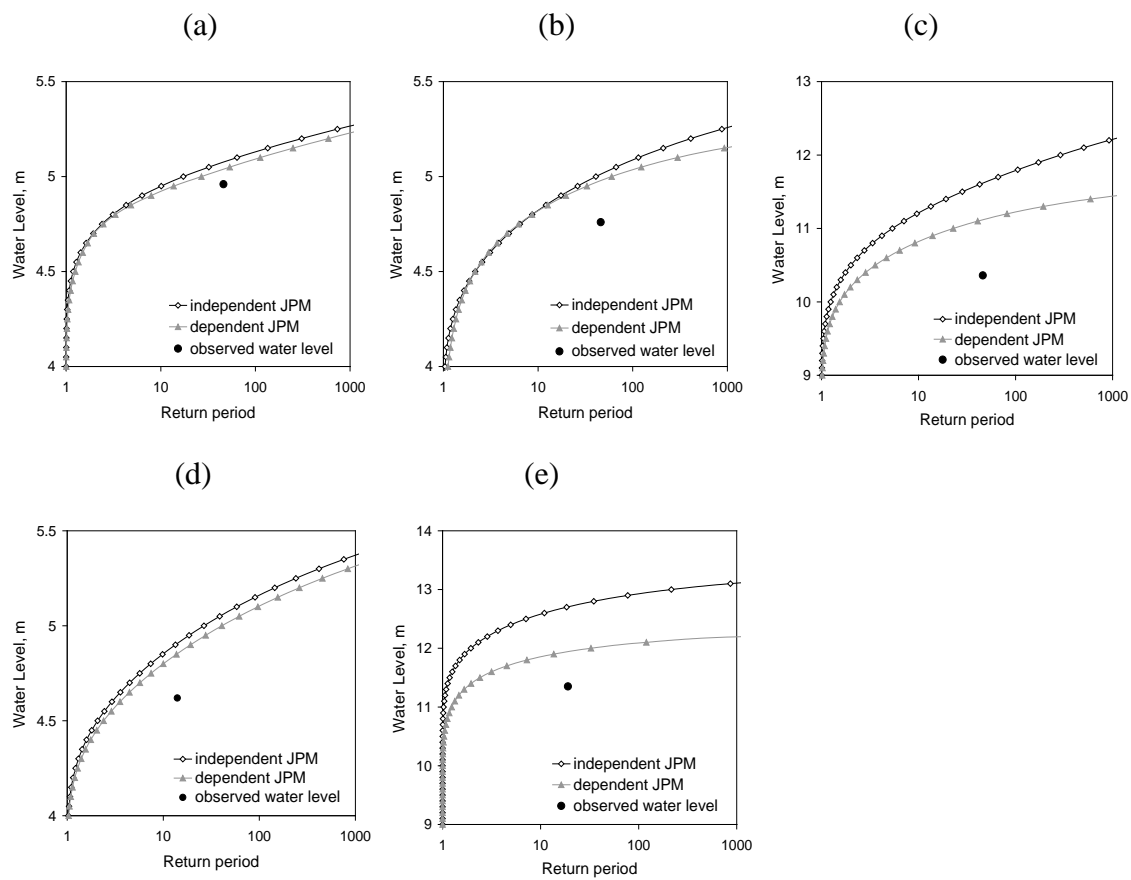 (a)
5.5
5
4.5
4
Water Level, m
independent JPM
dependent JPM
observed water level
1 10 100 1000
Return period
(b)
5.5
5
4.5
4
Water Level, m
independent JPM
dependent JPM
observed water level
1 10 100 1000
Return period
(c)
13
12
11
10
9
Water Level, m
independent JPM
dependent JPM
observed water level
1 10 100 1000
Return period
(d)
5.5
5
4.5
4
Water Level, m
independent JPM
dependent JPM
observed water level
1 10 100 1000
Return period
(e)
14
13
12
11
10
9
Water Level, m
independent JPM
dependent JPM
observed water level
1 10 100 1000
Return period